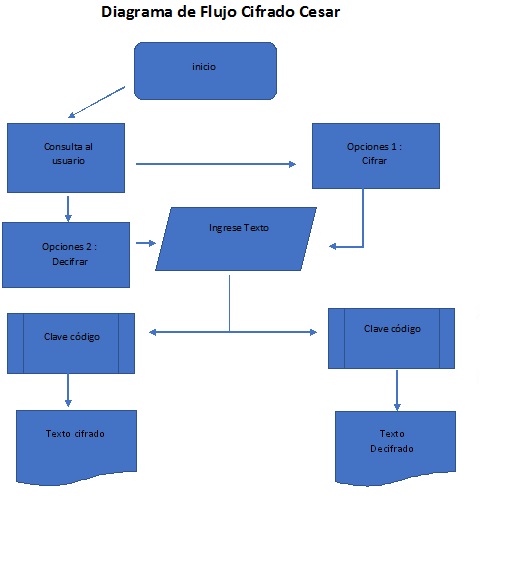 Diagrama de Flujo Cifrado Cesar
inicio
Consulta al
usuario
Opciones 1 :
Cifrar
Opciones 2 :
Decifrar
Ingrese Texto
Clave código
Clave código
Texto cifrado
Texto
Decifrado